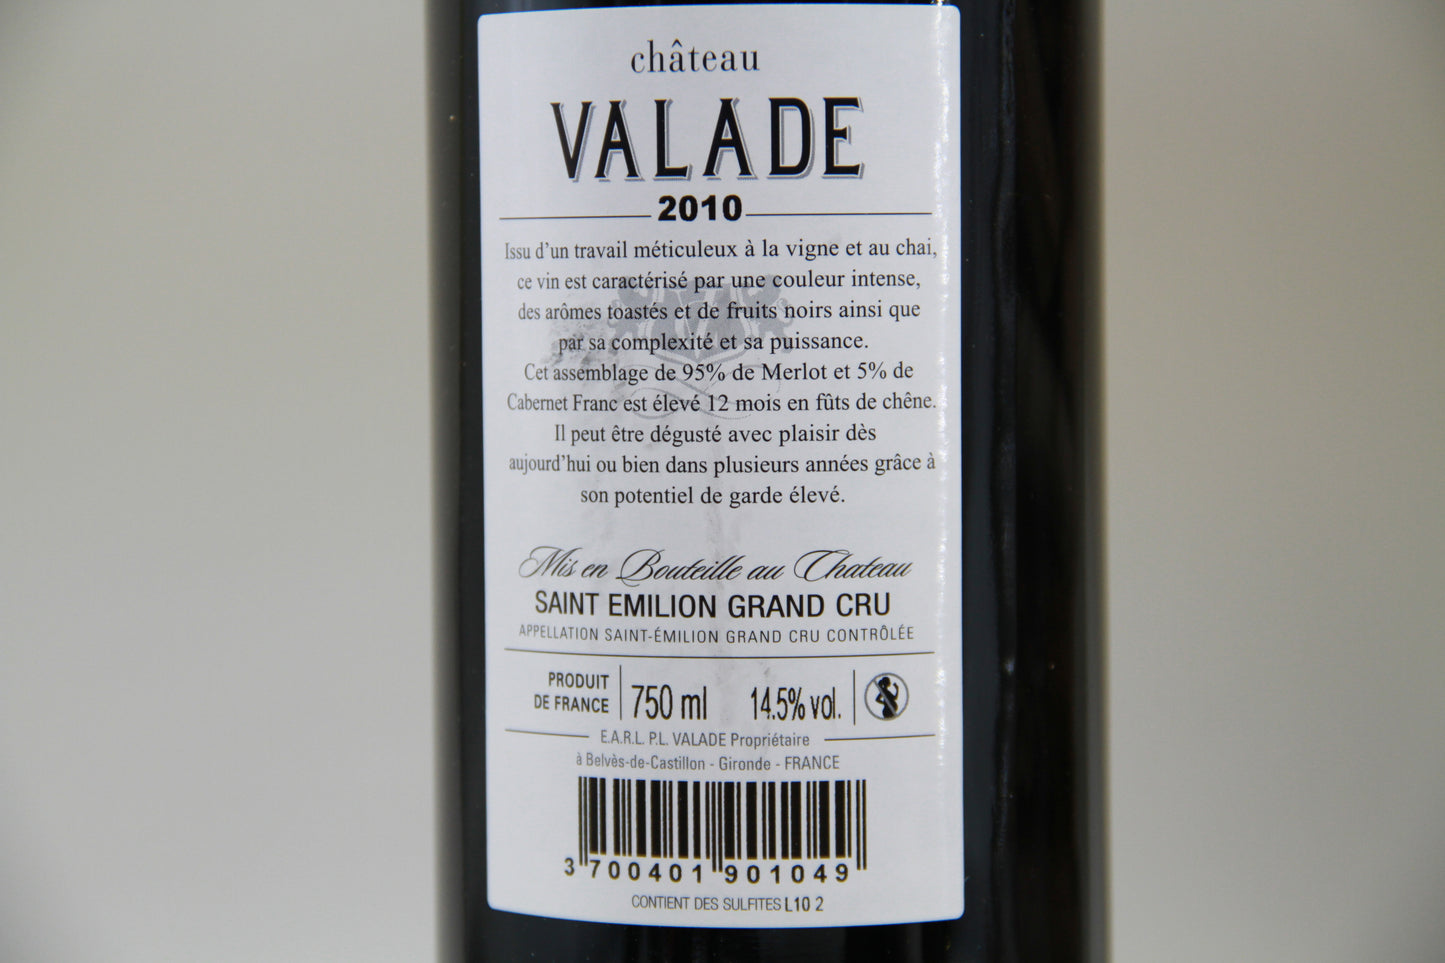 château
VALADE
2010
Issu d'un travail méticuleux à la vigne et au chai,
ce vin est caractérisé par une couleur intense,
des arômes toastés et de fruits noirs ainsi que
par sa complexité et sa puissance.
Cet assemblage de 95% de Merlot et 5% de
Cabernet Franc est élevé 12 mois en fûts de chêne.
Il peut être dégusté avec plaisir dès
aujourd'hui ou bien dans plusieurs années grâce à
son potentiel de garde élevé.
Mis en Bouteille au Chateau
SAINT EMILION GRAND CRU
APPELLATION SAINT-ÉMILION GRAND CRU CONTRÔLÉE
PRODUIT
DE FRANCE
750 ml
14.5% vol.
E.A.R.L. P.L. VALADE Propriétaire
à Belvès-de-Castillon - Gironde - FRANCE
3 700401 901049
CONTIENT DES SULFITES L10 2